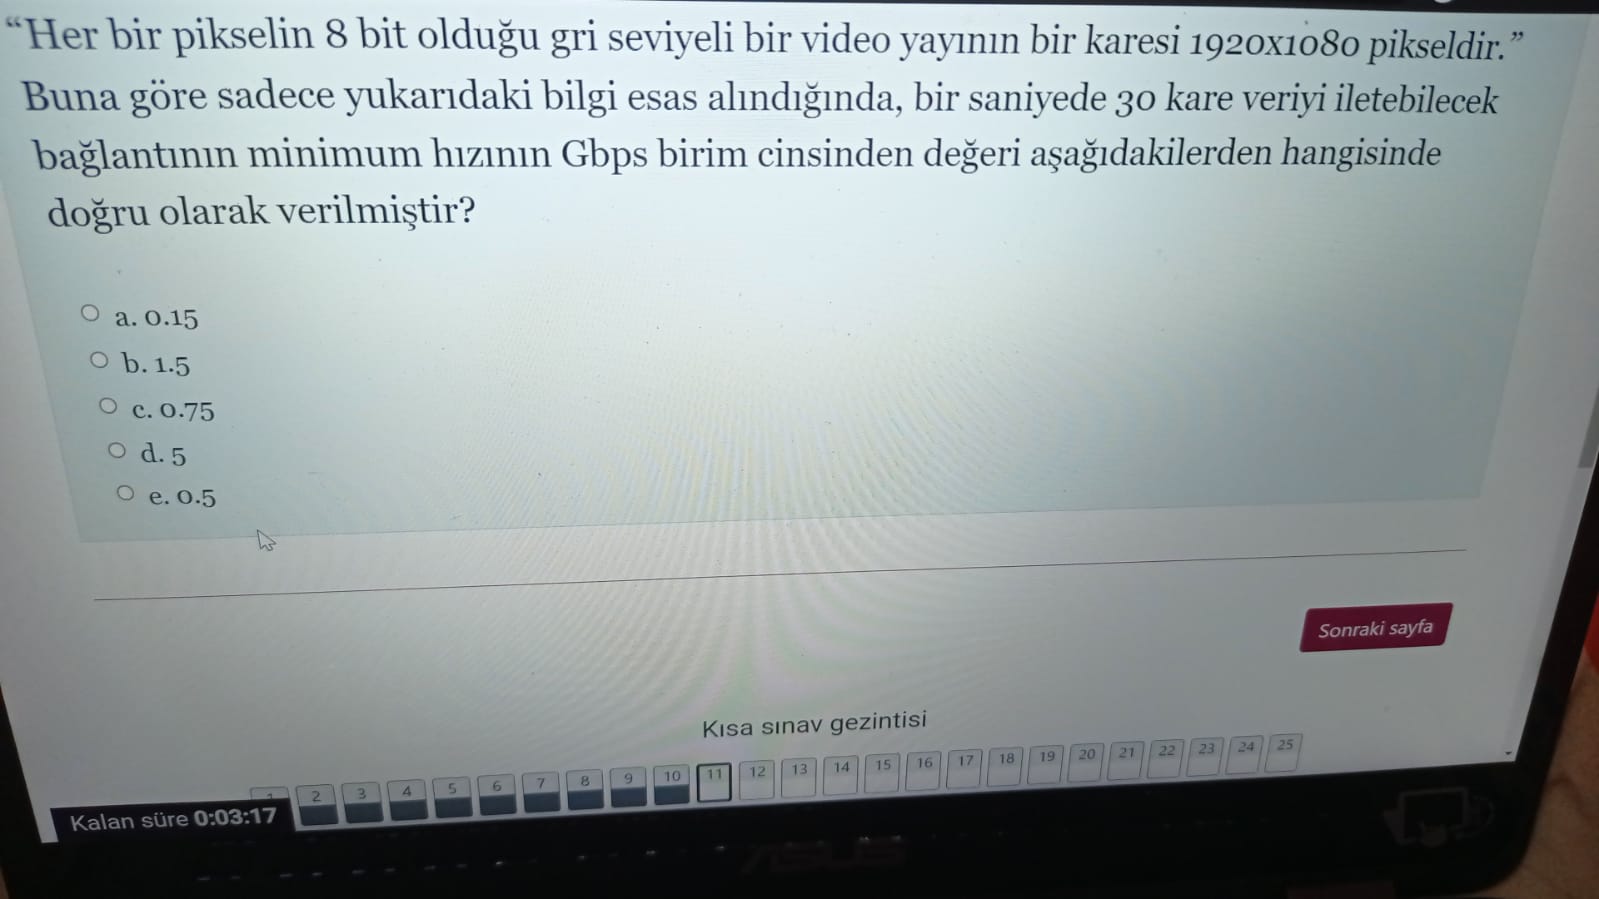 “Her bir pikselin 8 bit olduğu gri seviyeli bir video yayının bir karesi 1920x1080 pikseldir.”
Buna göre sadece yukarıdaki bilgi esas alındığında, bir saniyede 30 kare veriyi iletebilecek
bağlantının minimum hızının Gbps birim cinsinden değeri aşağıdakilerden hangisinde
doğru olarak verilmiştir?
a. 0.15
b. 1.5
c. 0.75
d. 5
e. 0.5
Sonraki sayfa
Kısa sınav gezintisi
1 2 3 4 5 6 7 8 9 10 11 12 13 14 15 16 17 18 19 20 21 22 23 24 25
Kalan süre 0:03:17
ASUS